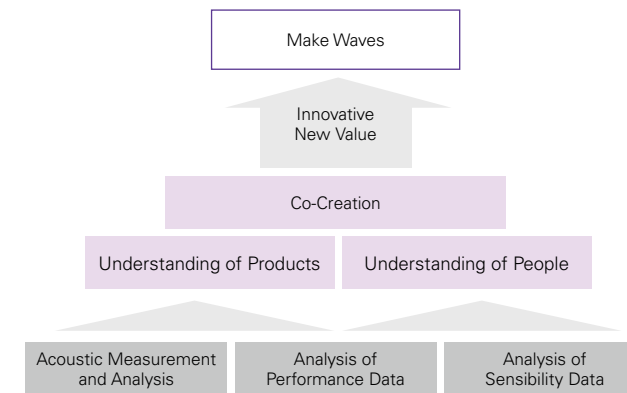 Make Waves
Innovative
New Value
Co-Creation
Understanding of Products
Understanding of People
Acoustic Measurement
and Analysis
Analysis of
Performance Data
Analysis of
Sensibility Data